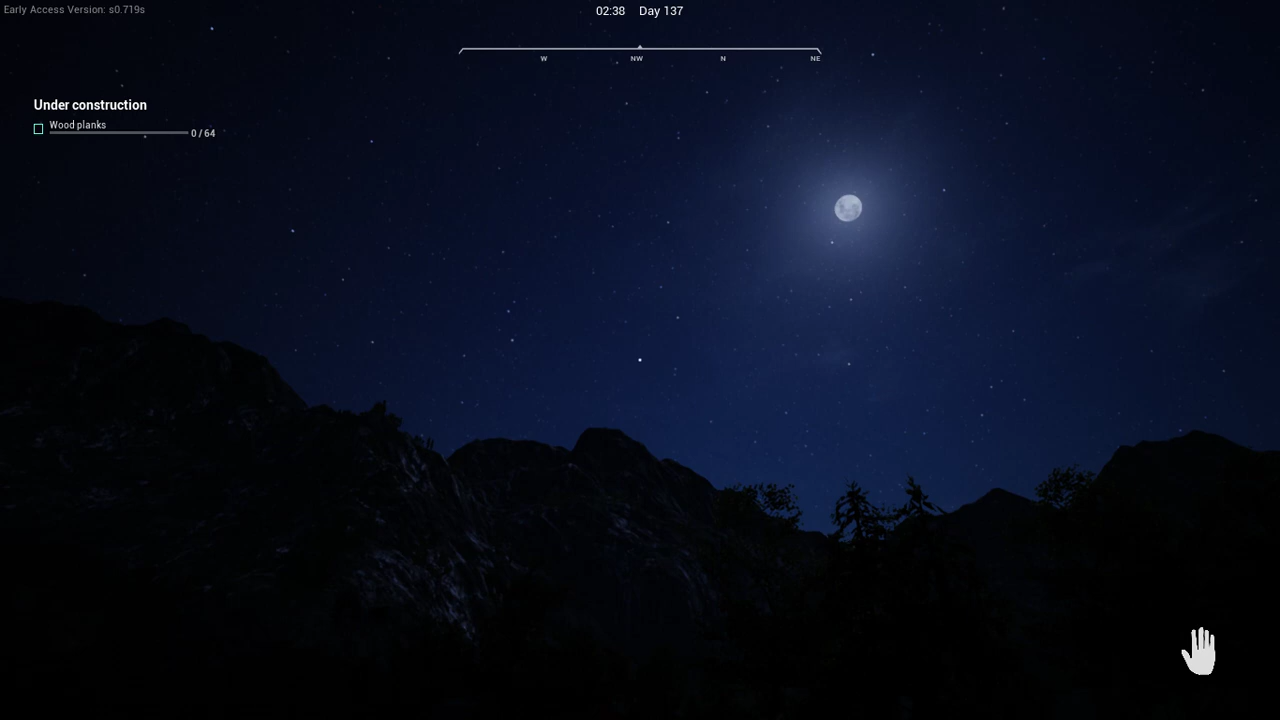 Early Access Version: s0.719s
02:38 Day 137
W NW N NE
Under construction
Wood planks
0 / 64